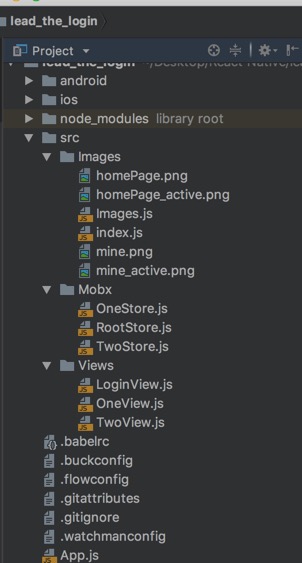 lead_the_login
Project
lead_the_login ~/Desktop/React Native/lea
android
ios
node_modules library root
src
Images
homePage.png
homePage_active.png
Images.js
index.js
mine.png
mine_active.png
Mobx
OneStore.js
RootStore.js
TwoStore.js
Views
LoginView.js
OneView.js
TwoView.js
.babelrc
.buckconfig
.flowconfig
.gitattributes
.gitignore
.watchmanconfig
App.js